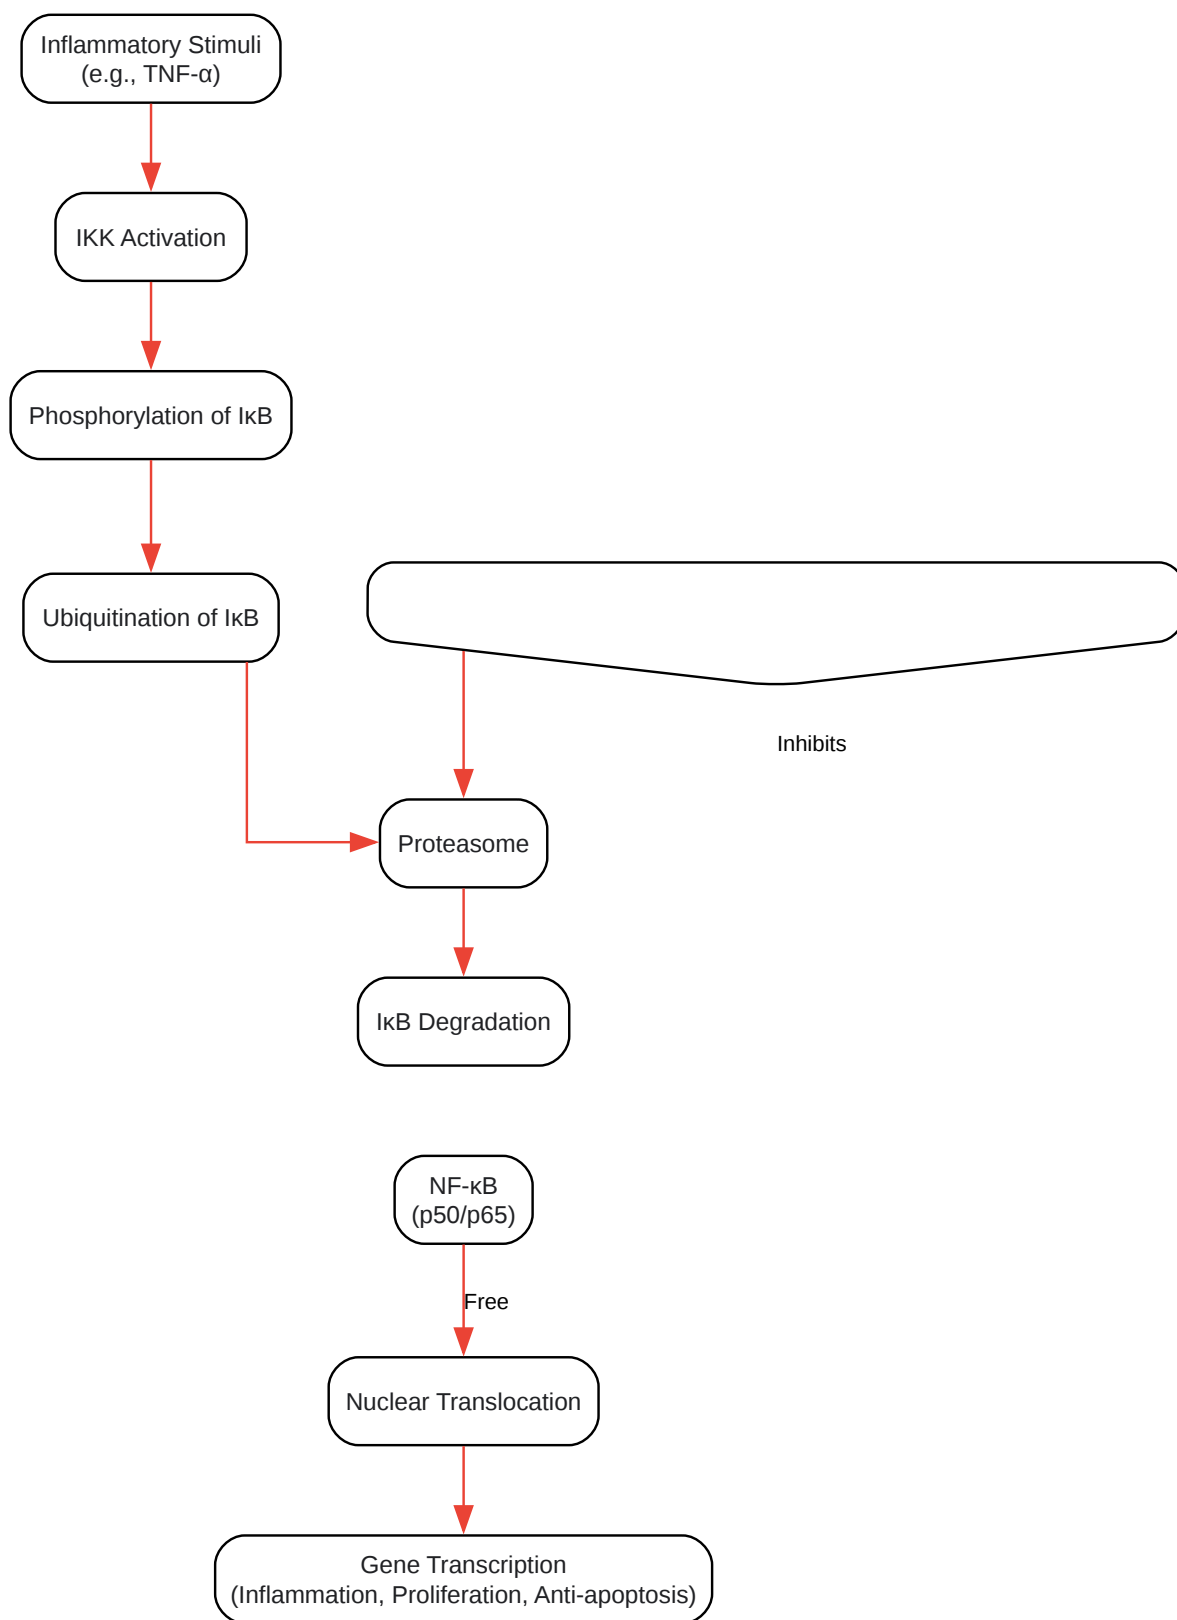 Inflammatory Stimuli
(e.g., TNF-α)
IKK Activation
Phosphorylation of IκB
Ubiquitination of IκB
Inhibits
Proteasome
IκB Degradation
NF-κB
(p50/p65)
Free
Nuclear Translocation
Gene Transcription
(Inflammation, Proliferation, Anti-apoptosis)